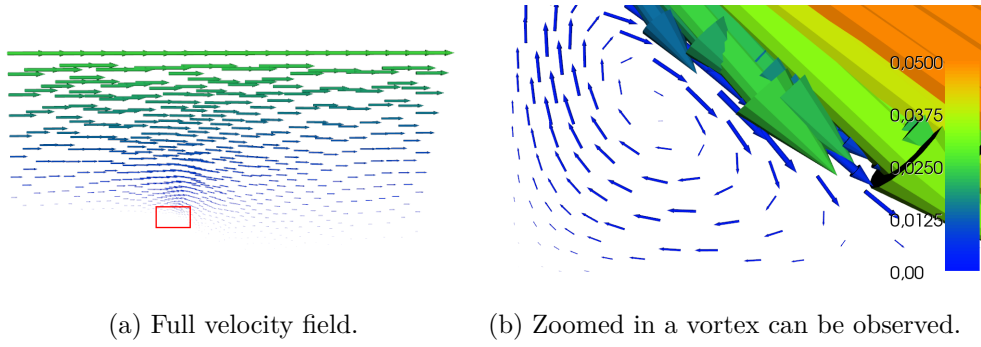 0,0500
0,0375
0,0250
0,0125
0,00
(a) Full velocity field.
(b) Zoomed in a vortex can be observed.